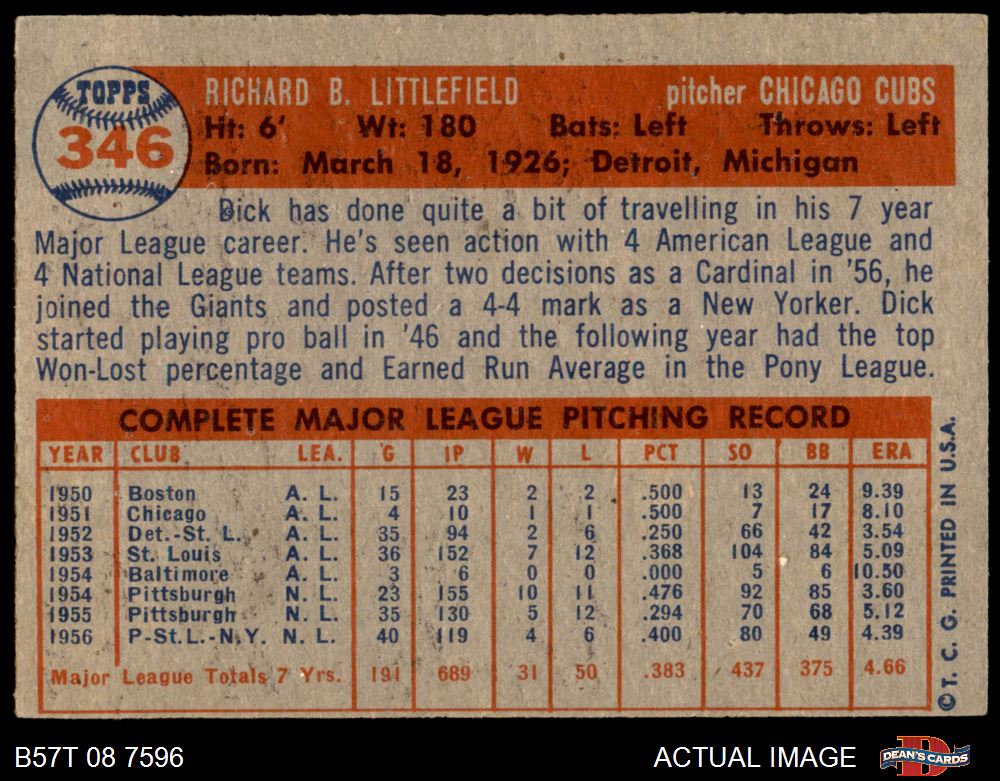 TOPPS
346
RICHARD B. LITTLEFIELD pitcher CHICAGO CUBS
Ht: 6' Wt: 180 Bats: Left Throws: Left
Born: March 18, 1926; Detroit, Michigan
Dick has done quite a bit of travelling in his 7 year
Major League career. He's seen action with 4 American League and
4 National League teams. After two decisions as a Cardinal in '56, he
joined the Giants and posted a 4-4 mark as a New Yorker. Dick
started playing pro ball in '46 and the following year had the top
Won-Lost percentage and Earned Run Average in the Pony League.
COMPLETE MAJOR LEAGUE PITCHING RECORD
YEAR CLUB LEA. G IP W L PCT SO BB ERA
1950 Boston A. L. 15 23 2 2 .500 13 24 9.39
1951 Chicago A. L. 4 10 1 1 .500 7 17 8.10
1952 Det.-St. L. A. L. 35 94 2 6 .250 66 42 3.54
1953 St. Louis A. L. 36 152 7 12 .368 104 84 5.09
1954 Baltimore A. L. 3 6 0 0 .000 5 6 10.50
1954 Pittsburgh N. L. 23 155 10 11 .476 92 85 3.60
1955 Pittsburgh N. L. 35 130 5 12 .294 70 68 5.12
1956 P-St.L.-N.Y. N. L. 40 119 4 6 .400 80 49 4.39
Major League Totals 7 Yrs. 191 689 31 50 .383 437 375 4.66
© T. C. G. PRINTED IN U.S.A.
B57T 08 7596 ACTUAL IMAGE DEAN'S CARDS